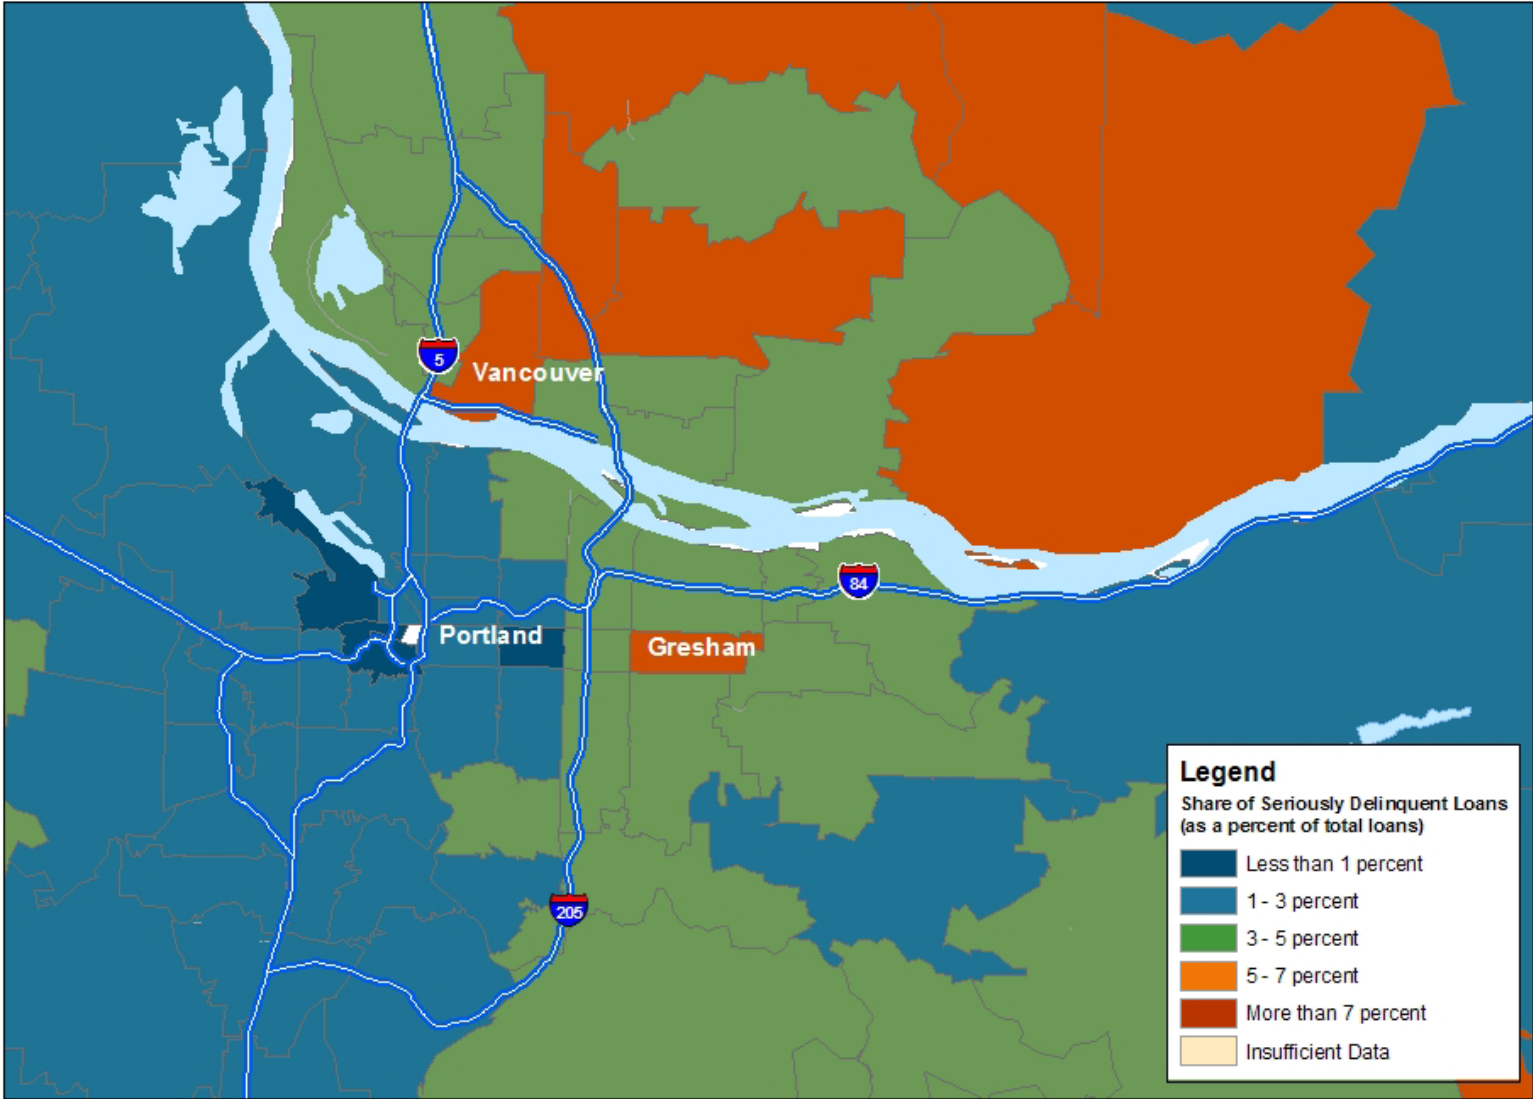 5
Vancouver
84
Portland
Gresham
205
Legend
Share of Seriously Delinquent Loans
(as a percent of total loans)
Less than 1 percent
1 - 3 percent
3 - 5 percent
5 - 7 percent
More than 7 percent
Insufficient Data